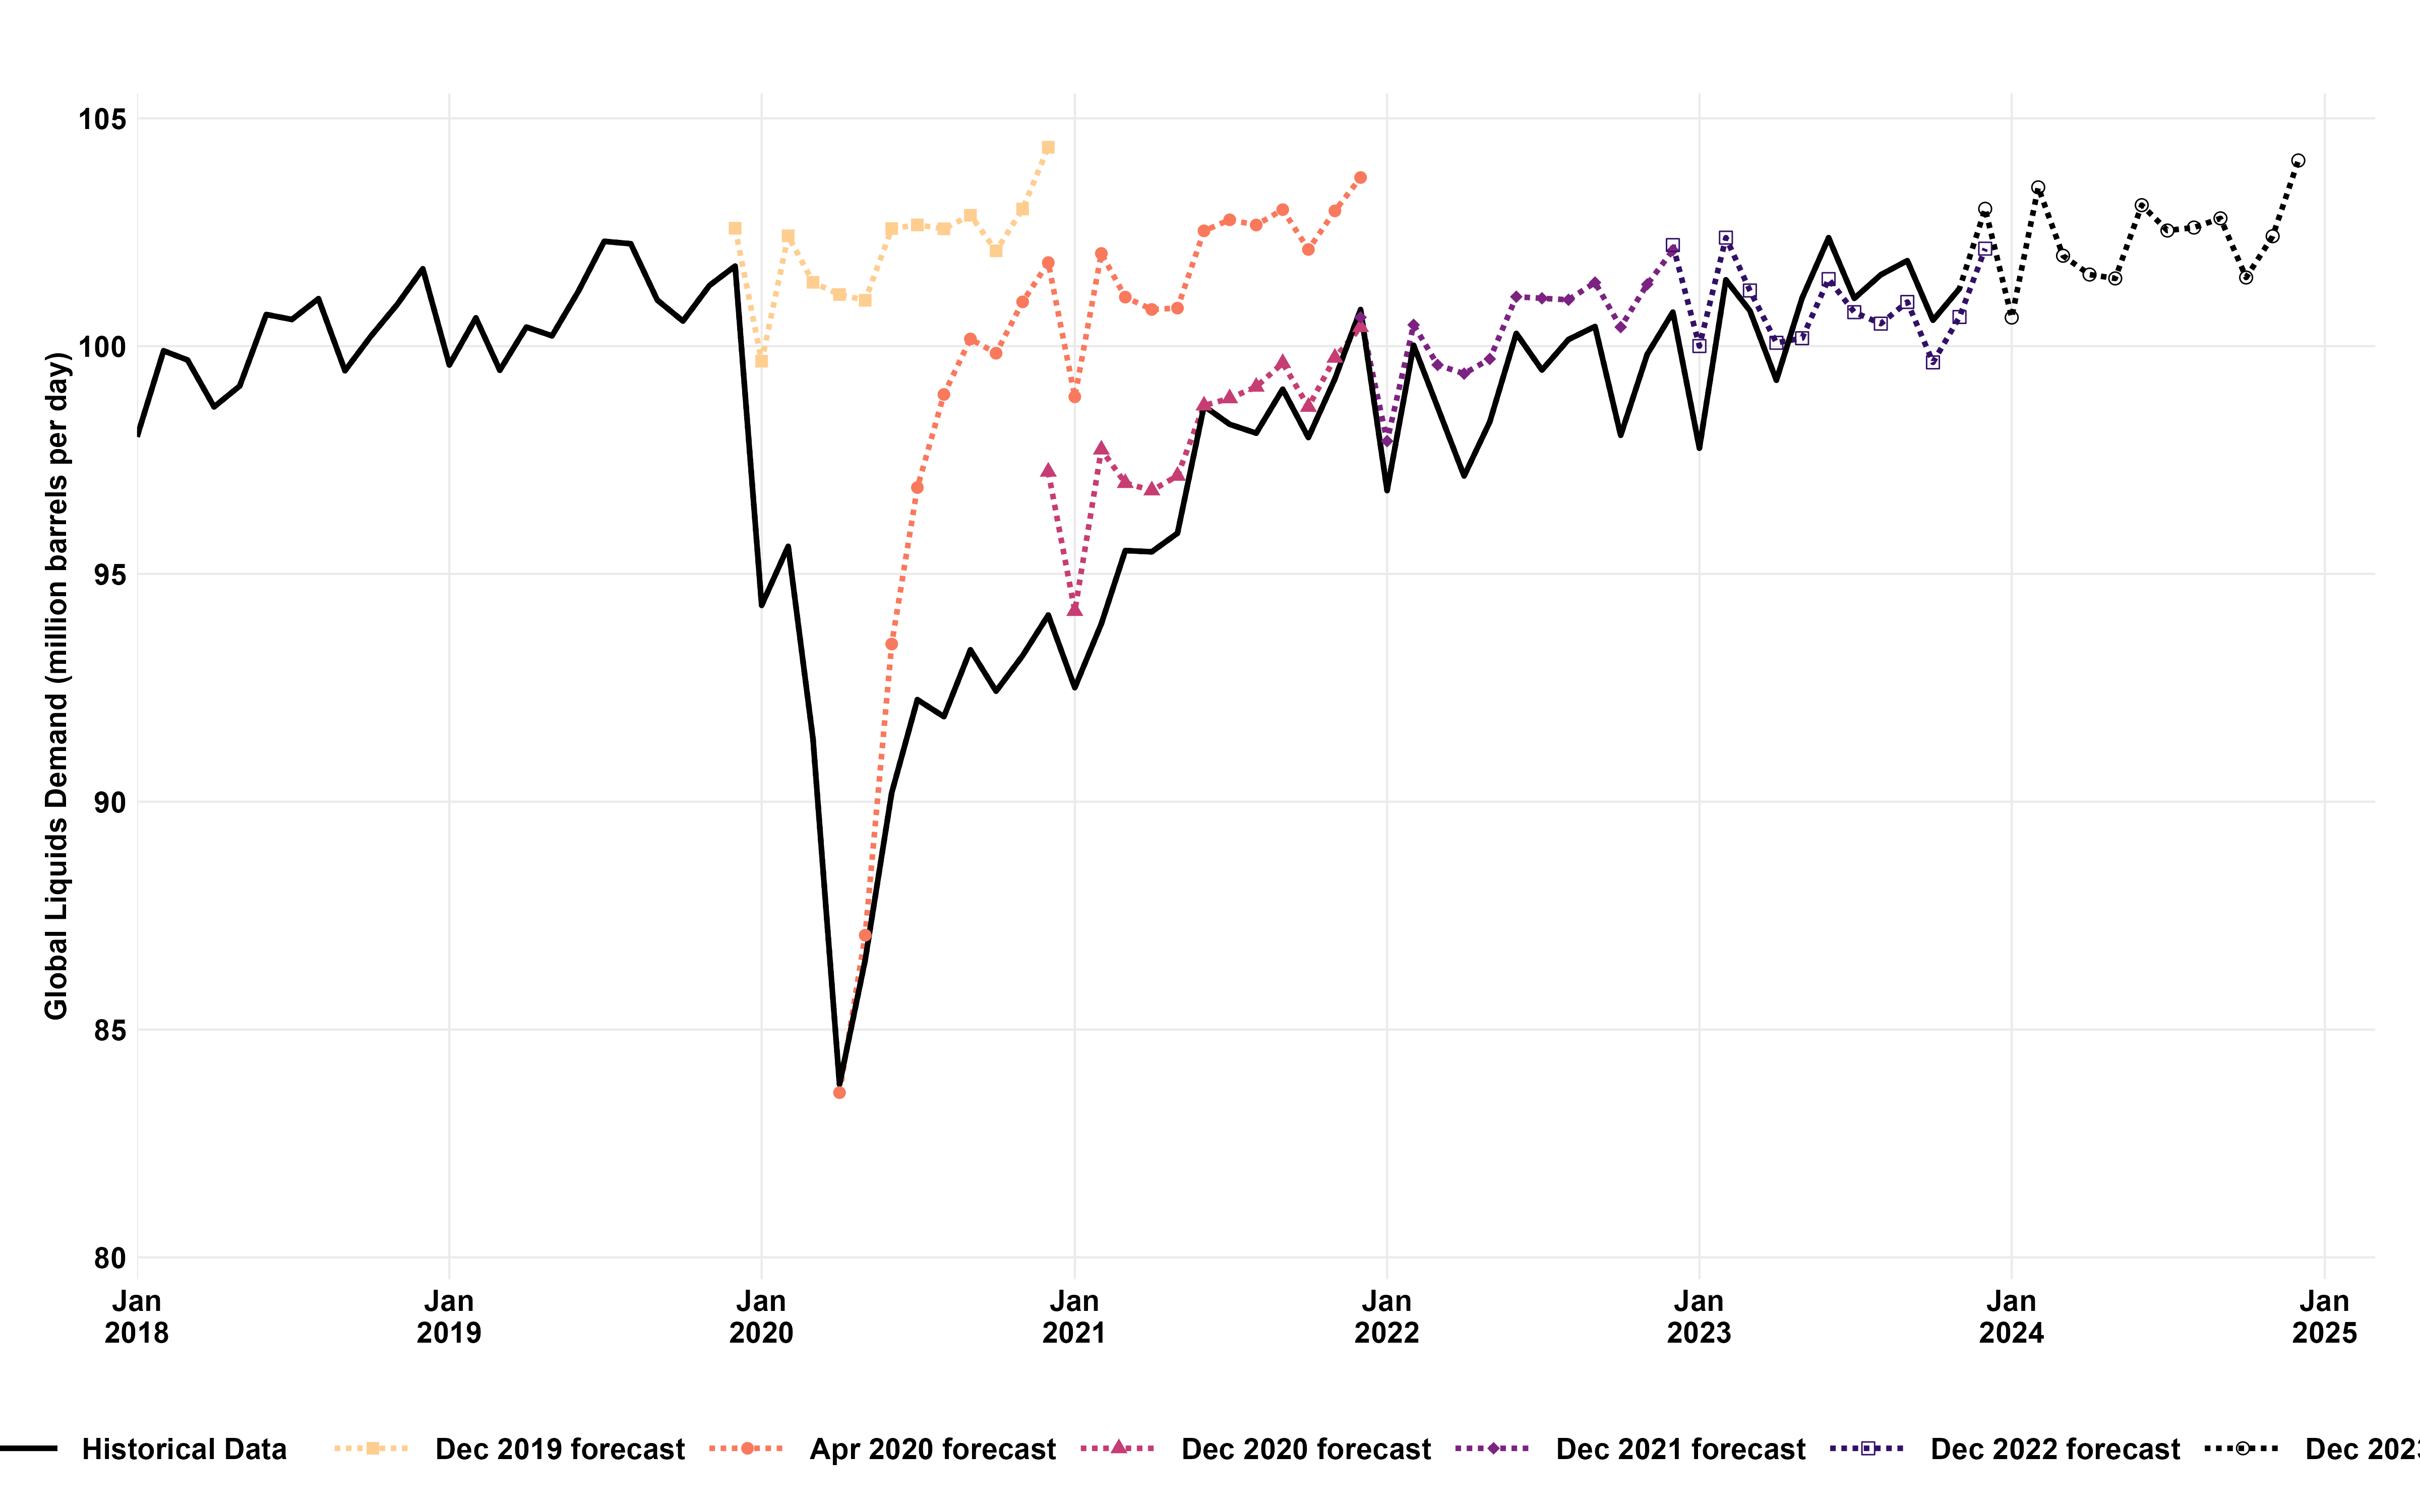 Global Liquids Demand (million barrels per day)
105
100
95
90
85
80
Jan
2018
Jan
2019
Jan
2020
Jan
2021
Jan
2022
Jan
2023
Jan
2024
Jan
2025
Historical Data
Dec 2019 forecast
Apr 2020 forecast
Dec 2020 forecast
Dec 2021 forecast
Dec 2022 forecast
Dec